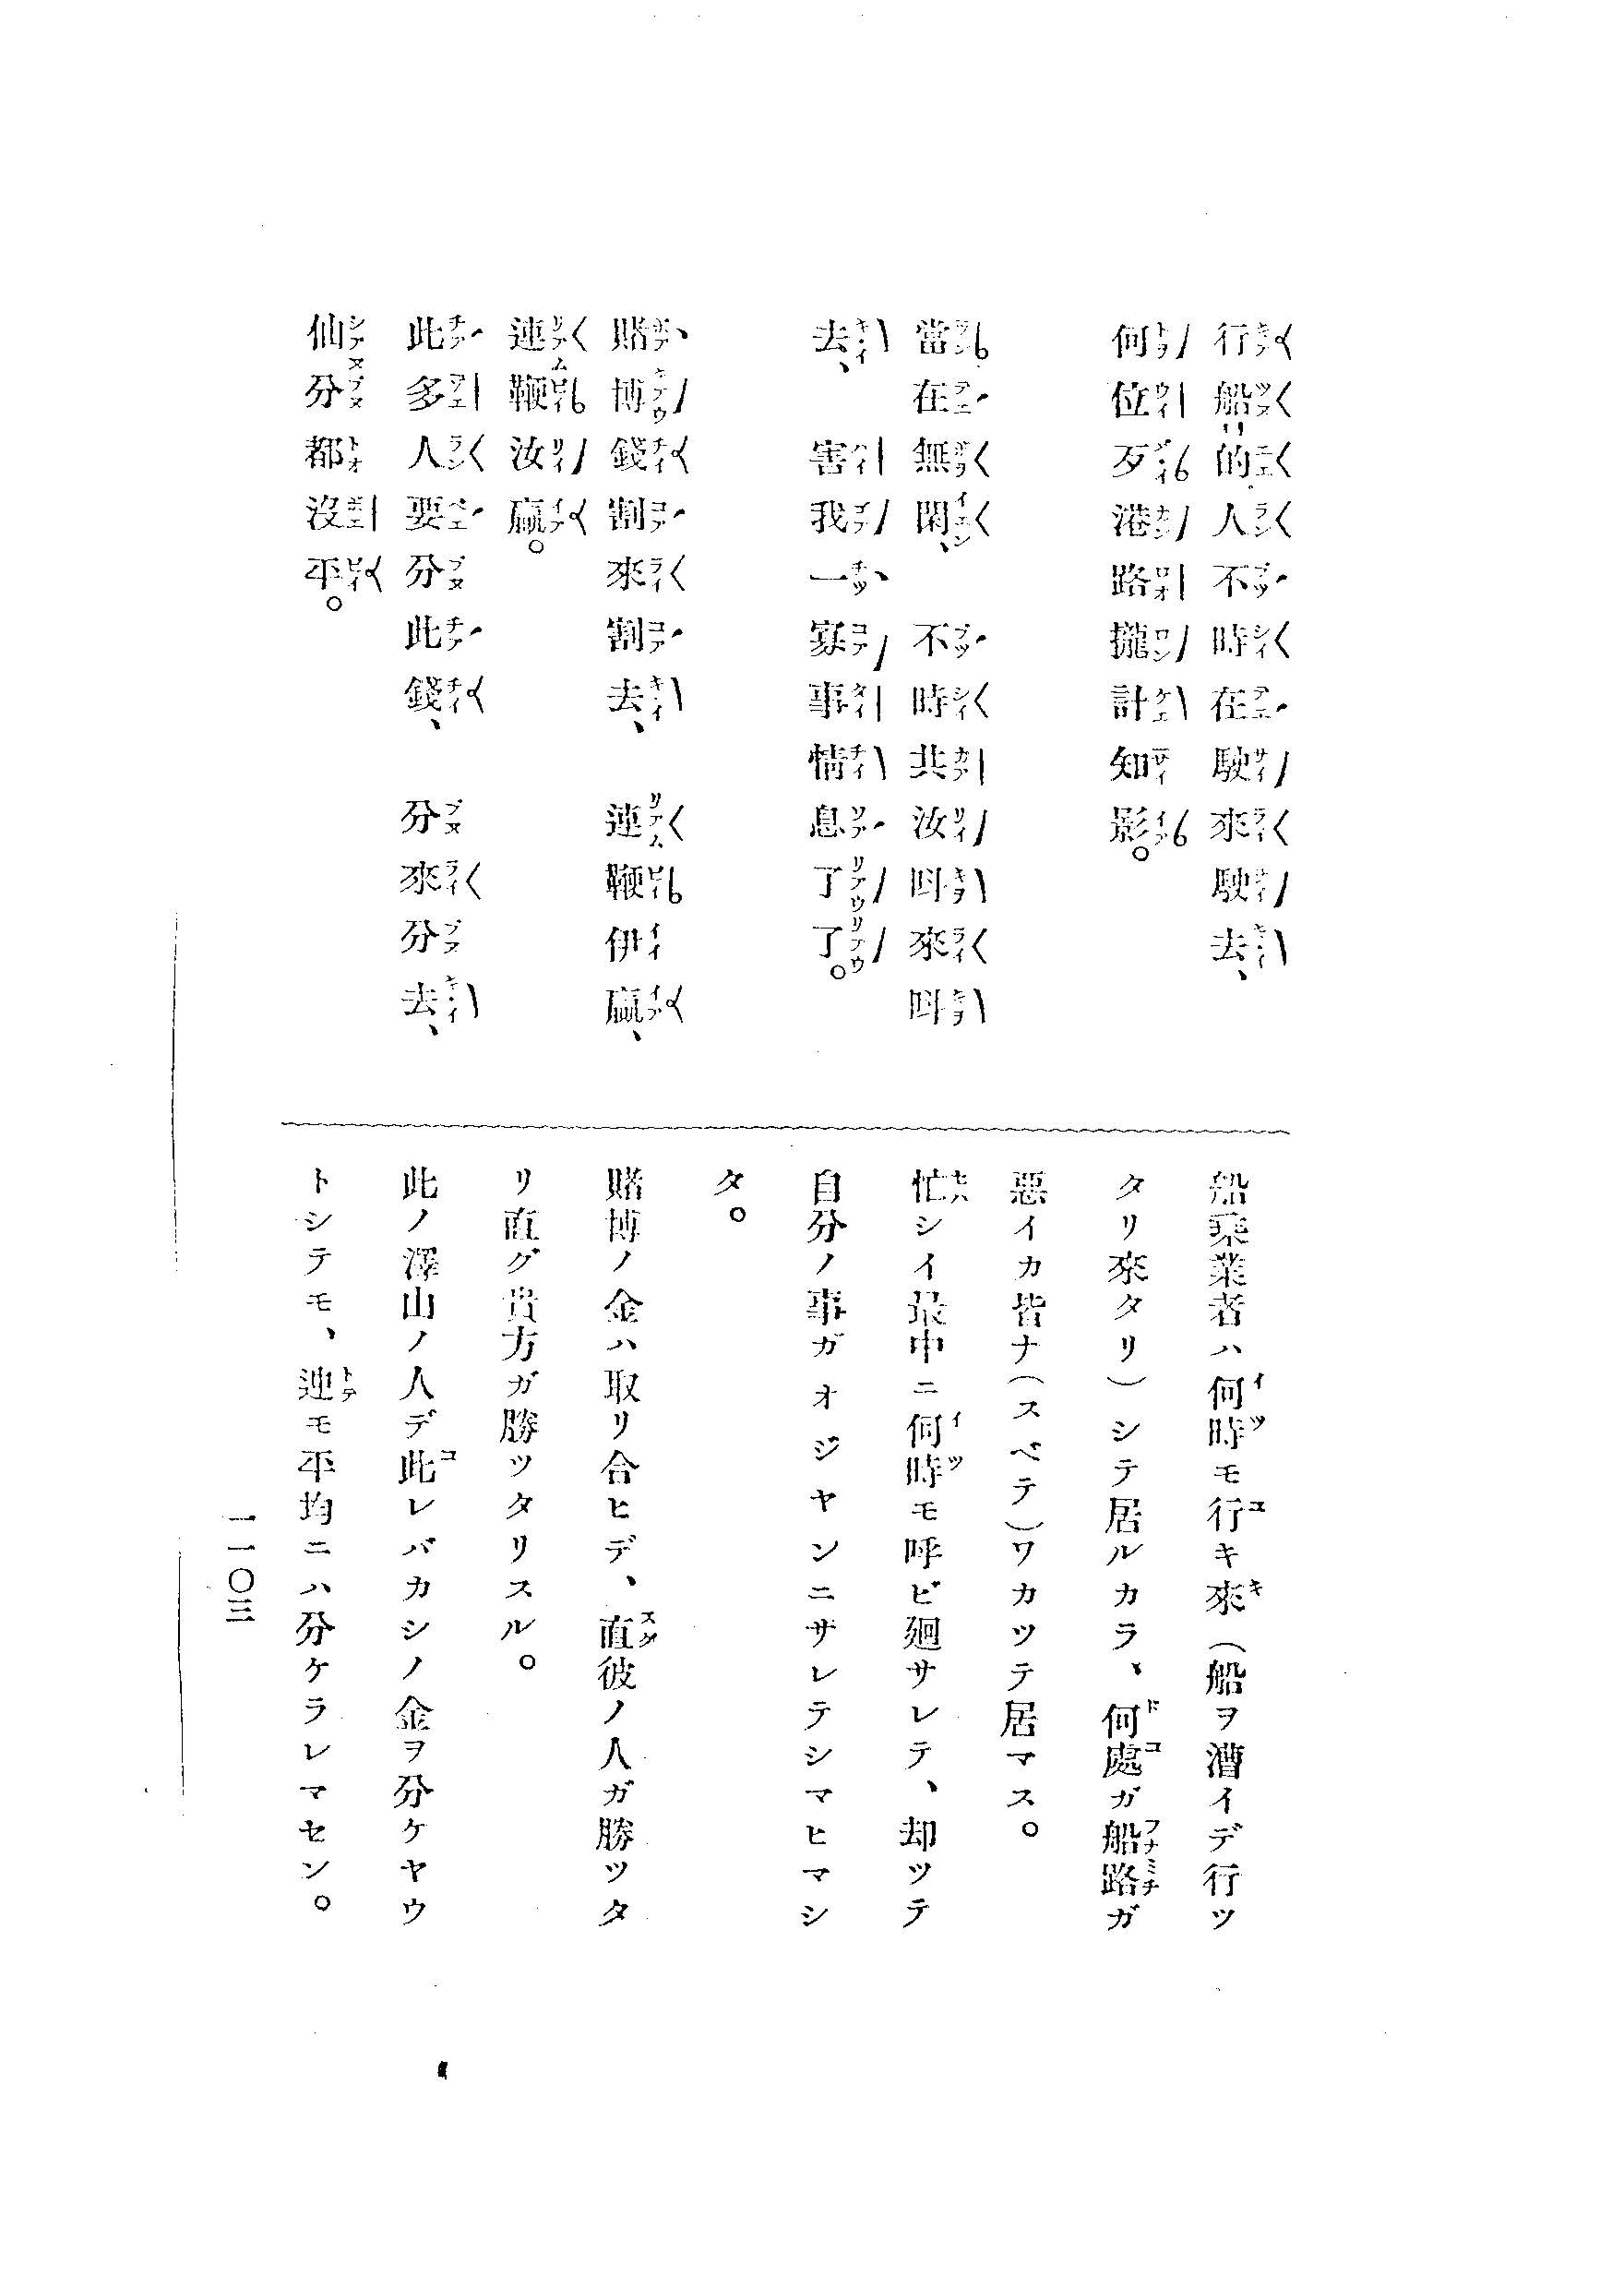 行船的人不時在駛來駛去、
何位歹港路攏計知影。
當在無閑、不時共汝叫來叫
去、害我一寡事情息了了。
賭博錢割來割去、連鞭伊贏、
連鞭汝贏。
此多人要分此錢、分來分去、
仙分都沒平。
船乘業者ハ何時モ行キ來（船ヲ漕イデ行ツ
タリ來タリ）シテ居ルカラ、何處ガ船路ガ
惡イカ皆ナ（スベテ）ワカツテ居マス。
忙シイ最中ニ何時モ呼ビ廻サレテ、却ツテ
自分ノ事ガオジヤンニサレテシマヒマシ
タ。
賭博ノ金ハ取リ合ヒデ、直彼ノ人ガ勝ツタ
リ直グ貴方ガ勝ツタリスル。
此ノ澤山ノ人デ此レバカシノ金ヲ分ケヤウ
トシテモ、迚モ平均ニハ分ケラレマセン。
一一〇三